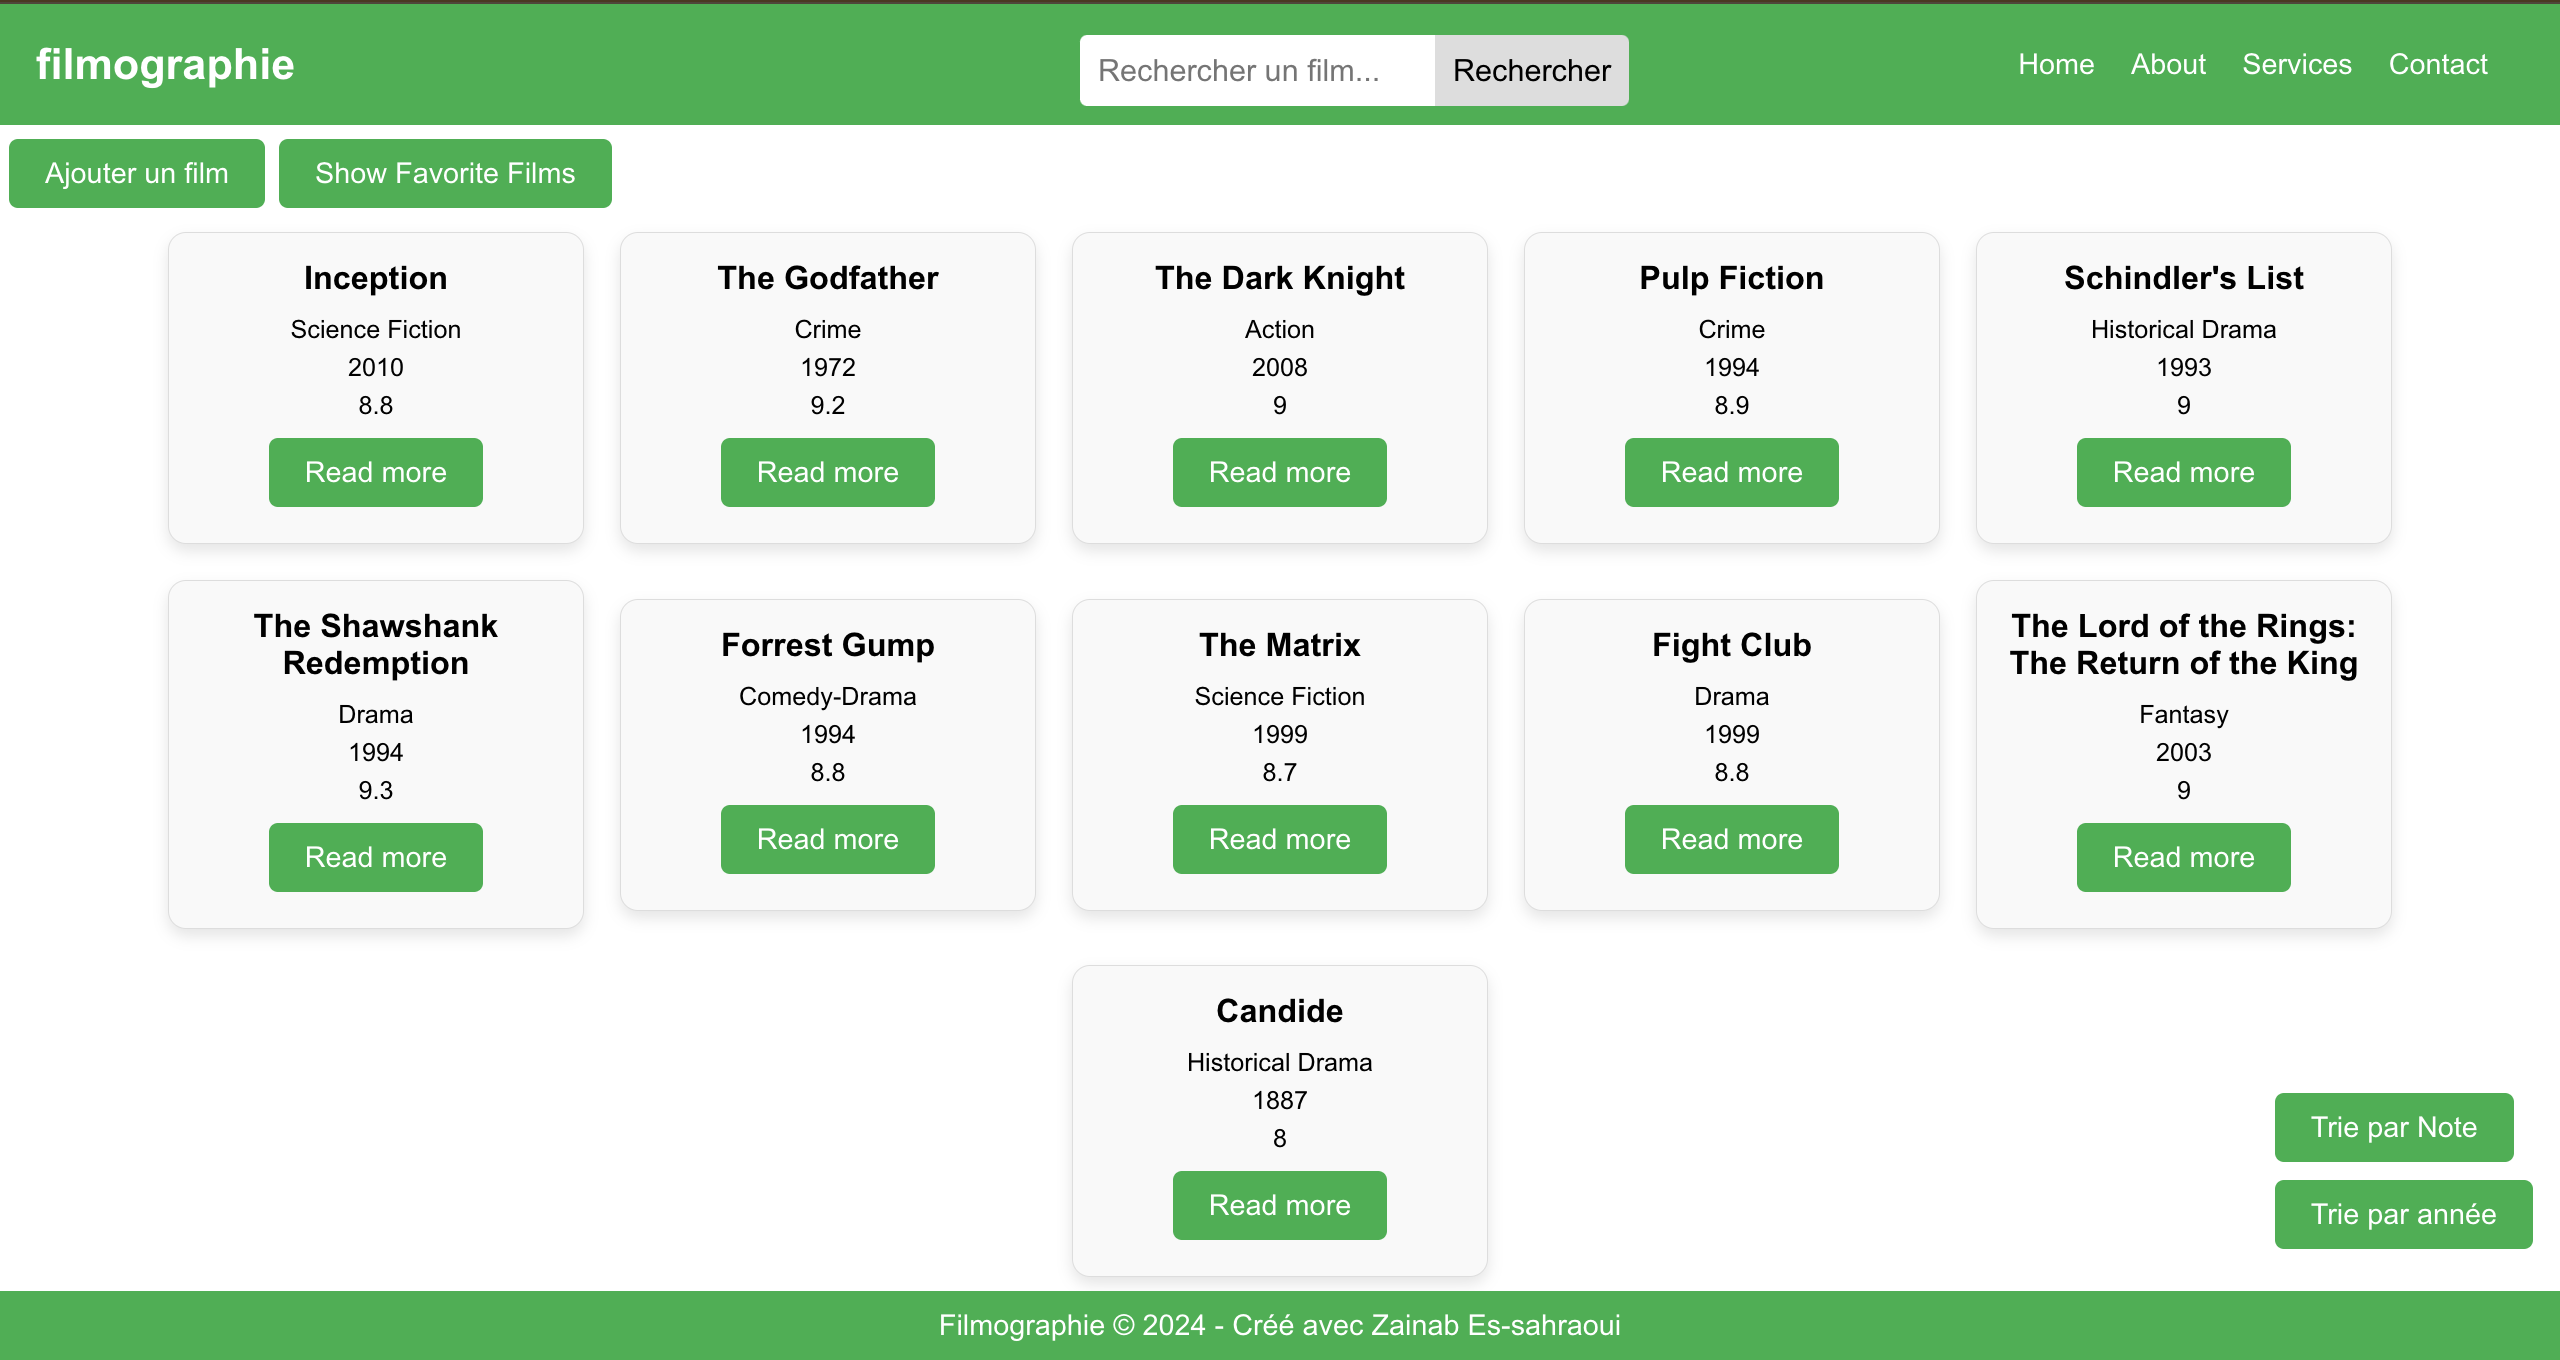 filmographie
Rechercher un film...
Rechercher
Home
About
Services
Contact
Ajouter un film
Show Favorite Films
Inception
Science Fiction
2010
8.8
Read more
The Godfather
Crime
1972
9.2
Read more
The Dark Knight
Action
2008
9
Read more
Pulp Fiction
Crime
1994
8.9
Read more
Schindler's List
Historical Drama
1993
9
Read more
The Shawshank
Redemption
Drama
1994
9.3
Read more
Forrest Gump
Comedy-Drama
1994
8.8
Read more
The Matrix
Science Fiction
1999
8.7
Read more
Fight Club
Drama
1999
8.8
Read more
The Lord of the Rings:
The Return of the King
Fantasy
2003
9
Read more
Candide
Historical Drama
1887
8
Read more
Trie par Note
Trie par année
Filmographie © 2024 - Créé avec Zainab Es-sahraoui